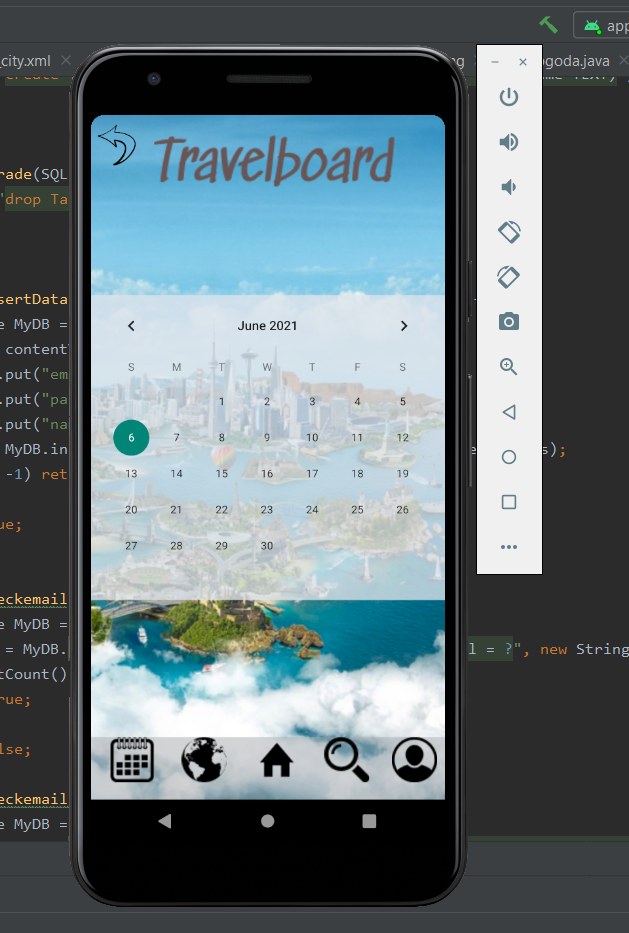 app
_city.xml
ng
ogoda.java
create
me TEXT)
Travelboard
rade(SQL
"drop Ta
sertData
e MyDB =
contentV
.put("em
.put("pa
.put("na
MyDB.in
s);
-1) ret
ue;
June 2021
S M T W T F S
1 2 3 4 5
6 7 8 9 10 11 12
13 14 15 16 17 18 19
20 21 22 23 24 25 26
27 28 29 30
eckemail
e MyDB =
= MyDB.
l = ?", new String
tCount()
rue;
lse;
eckemail
e MyDB =